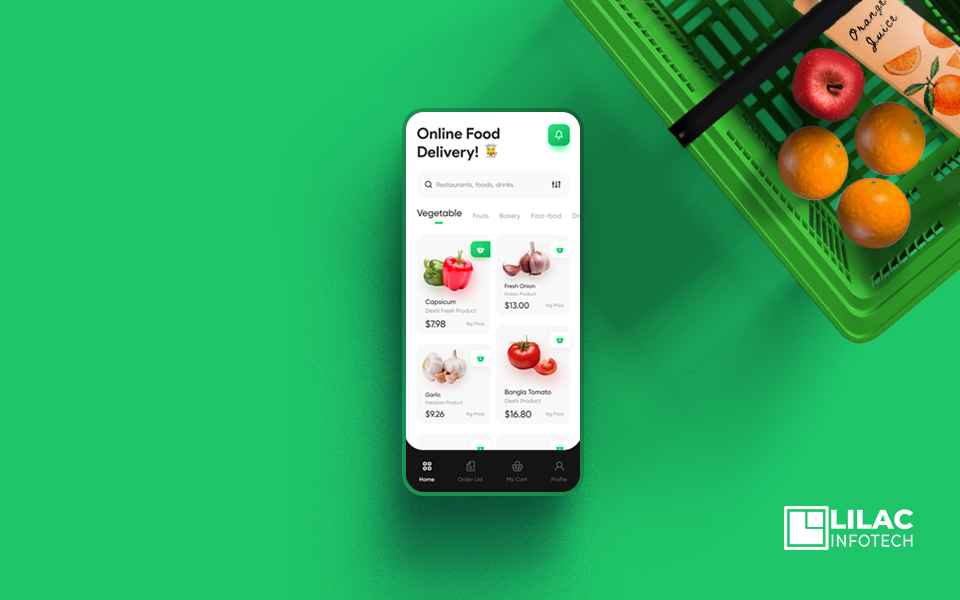 Orange
Juice
Online Food
Delivery!
Restaurants, foods, drinks
Vegetable Fruits Bakery Fast-food Dr
Capsicum
Deshi Fresh Product
$7.98 1kg Price
Fresh Onion
Indian Product
$13.00 1kg Price
Garlic
Pakistani Product
$9.26 1kg Price
Bangla Tomato
Deshi Product
$16.80 1kg Price
Home Order List My Cart Profile
LILAC
INFOTECH